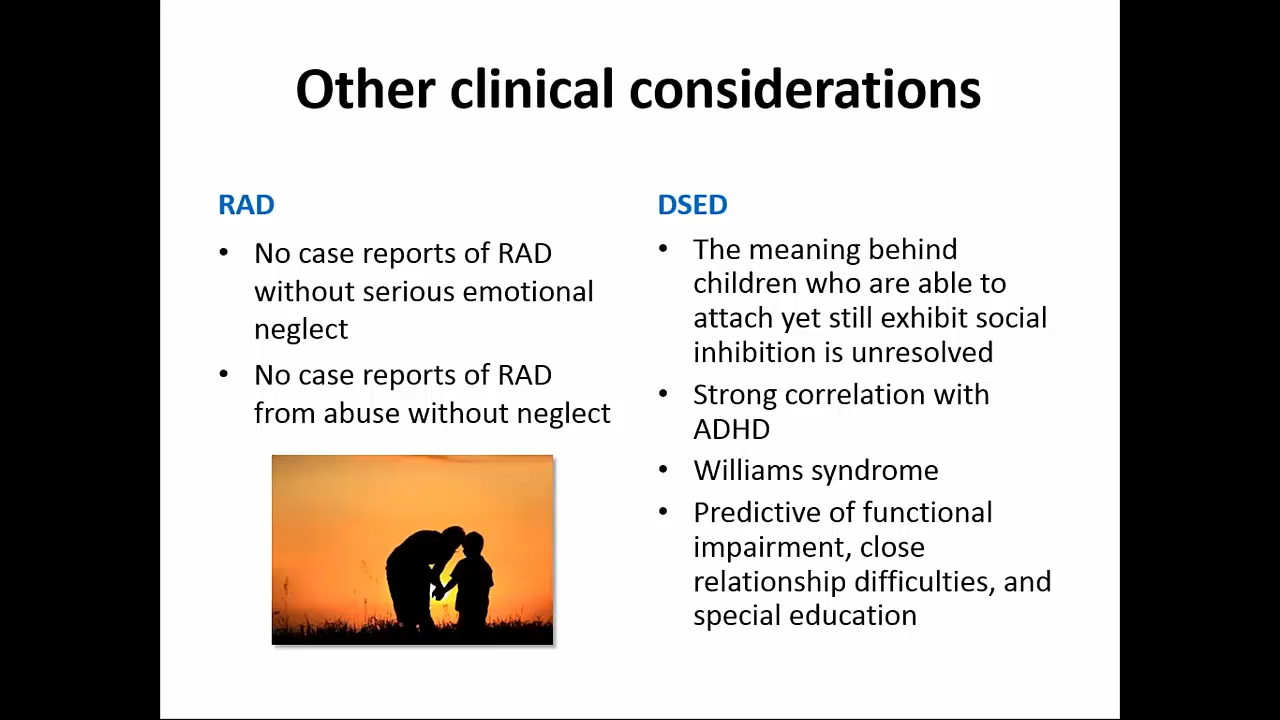 Other clinical considerations
RAD
• No case reports of RAD
without serious emotional
neglect
• No case reports of RAD
from abuse without neglect
DSED
• The meaning behind
children who are able to
attach yet still exhibit social
inhibition is unresolved
• Strong correlation with
ADHD
• Williams syndrome
• Predictive of functional
impairment, close
relationship difficulties, and
special education